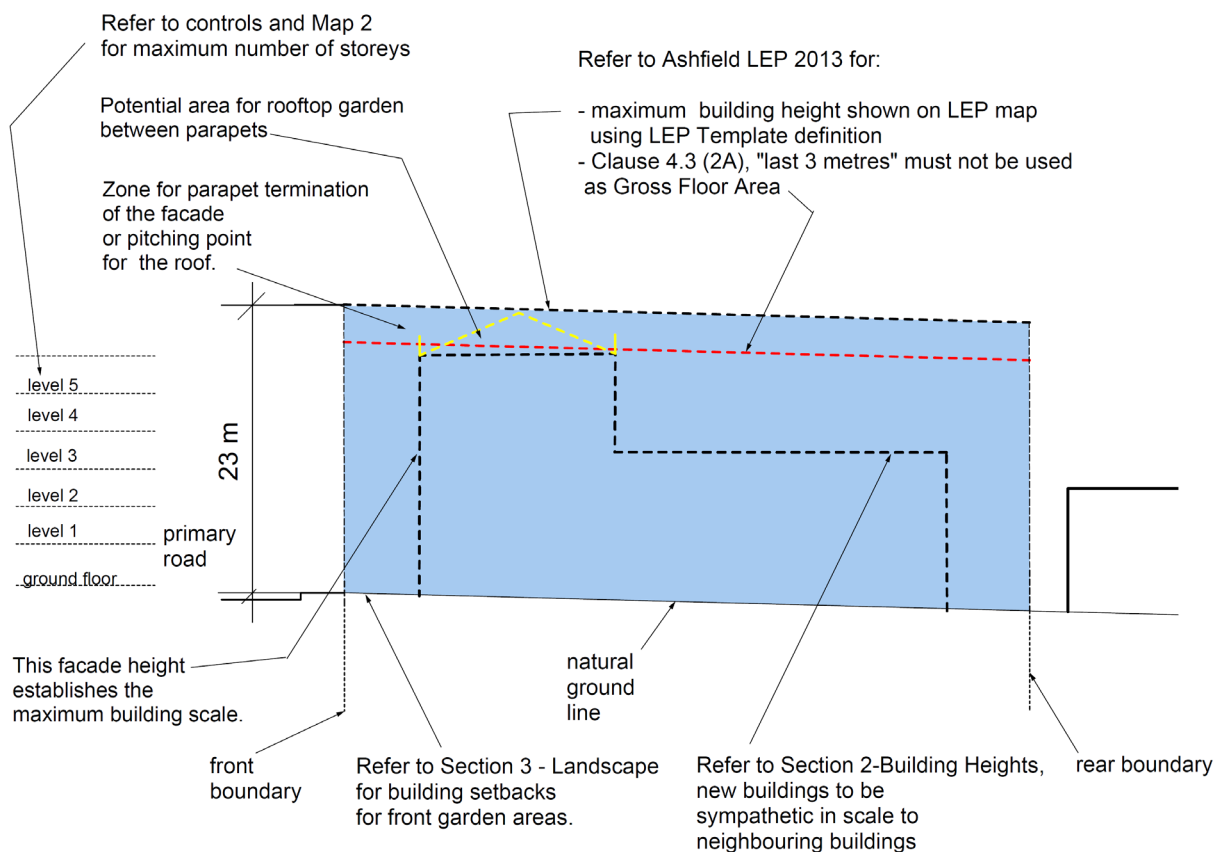 Refer to controls and Map 2
for maximum number of storeys
Refer to Ashfield LEP 2013 for:
- maximum building height shown on LEP map
using LEP Template definition
- Clause 4.3 (2A), "last 3 metres" must not be used
as Gross Floor Area
Potential area for rooftop garden
between parapets
Zone for parapet termination
of the facade
or pitching point
for the roof.
level 5
level 4
level 3
level 2
level 1
ground floor
23 m
primary
road
This facade height
establishes the
maximum building scale.
natural
ground
line
front
boundary
Refer to Section 3 - Landscape
for building setbacks
for front garden areas.
Refer to Section 2-Building Heights,
new buildings to be
sympathetic in scale to
neighbouring buildings
rear boundary